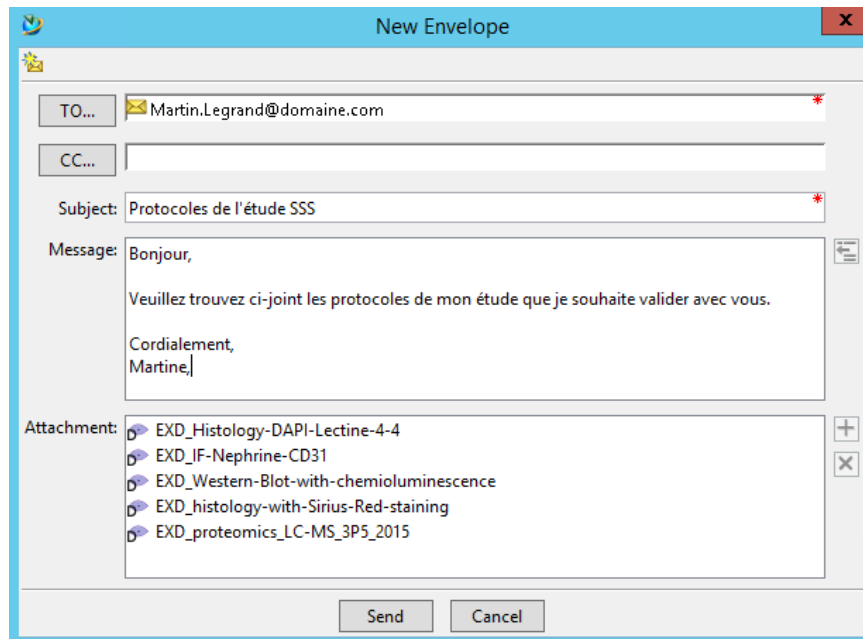 New Envelope
x
TO... Martin.Legrand@domaine.com *
CC...
Subject: Protocoles de l'étude SSS *
Message: Bonjour,
Veuillez trouvez ci-joint les protocoles de mon étude que je souhaite valider avec vous.
Cordialement,
Martine,
Attachment: D EXD_Histology-DAPI-Lectine-4-4
D EXD_IF-Nephrine-CD31
D EXD_Western-Blot-with-chemioluminescence
D EXD_histology-with-Sirius-Red-staining
D EXD_proteomics_LC-MS_3P5_2015
Send Cancel